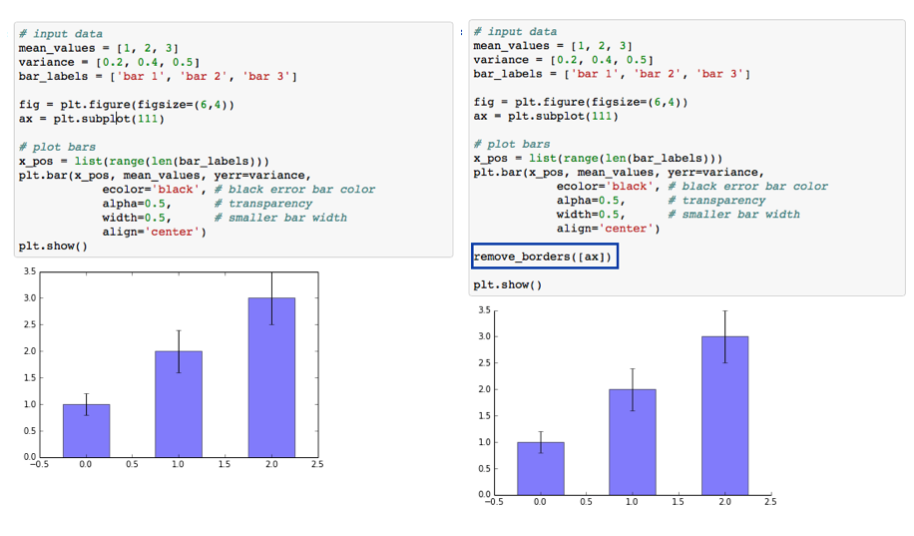 # input data
mean_values = [1, 2, 3]
variance = [0.2, 0.4, 0.5]
bar_labels = ['bar 1', 'bar 2', 'bar 3']
fig = plt.figure(figsize=(6,4))
ax = plt.subplot(111)
# plot bars
x_pos = list(range(len(bar_labels)))
plt.bar(x_pos, mean_values, yerr=variance,
ecolor='black', # black error bar color
alpha=0.5, # transparency
width=0.5, # smaller bar width
align='center')
plt.show()
3.5
3.0
2.5
2.0
1.5
1.0
0.5
0.0
−0.5 0.0 0.5 1.0 1.5 2.0 2.5
:
# input data
mean_values = [1, 2, 3]
variance = [0.2, 0.4, 0.5]
bar_labels = ['bar 1', 'bar 2', 'bar 3']
fig = plt.figure(figsize=(6,4))
ax = plt.subplot(111)
# plot bars
x_pos = list(range(len(bar_labels)))
plt.bar(x_pos, mean_values, yerr=variance,
ecolor='black', # black error bar color
alpha=0.5, # transparency
width=0.5, # smaller bar width
align='center')
remove_borders([ax])
plt.show()
3.5
3.0
2.5
2.0
1.5
1.0
0.5
0.0
−0.5 0.0 0.5 1.0 1.5 2.0 2.5